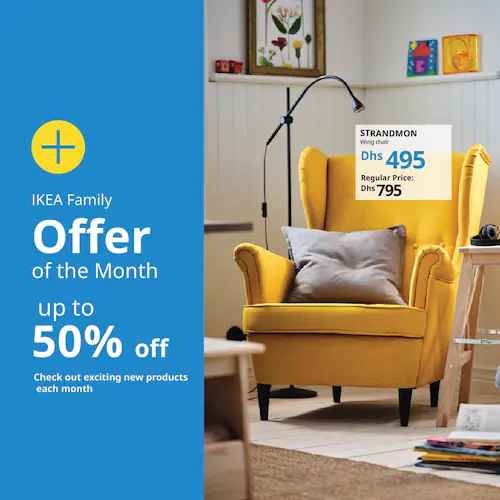 IKEA Family
Offer
of the Month
up to
50% off
Check out exciting new products
each month
STRANDMON
Wing chair
Dhs 495
Regular Price:
Dhs 795